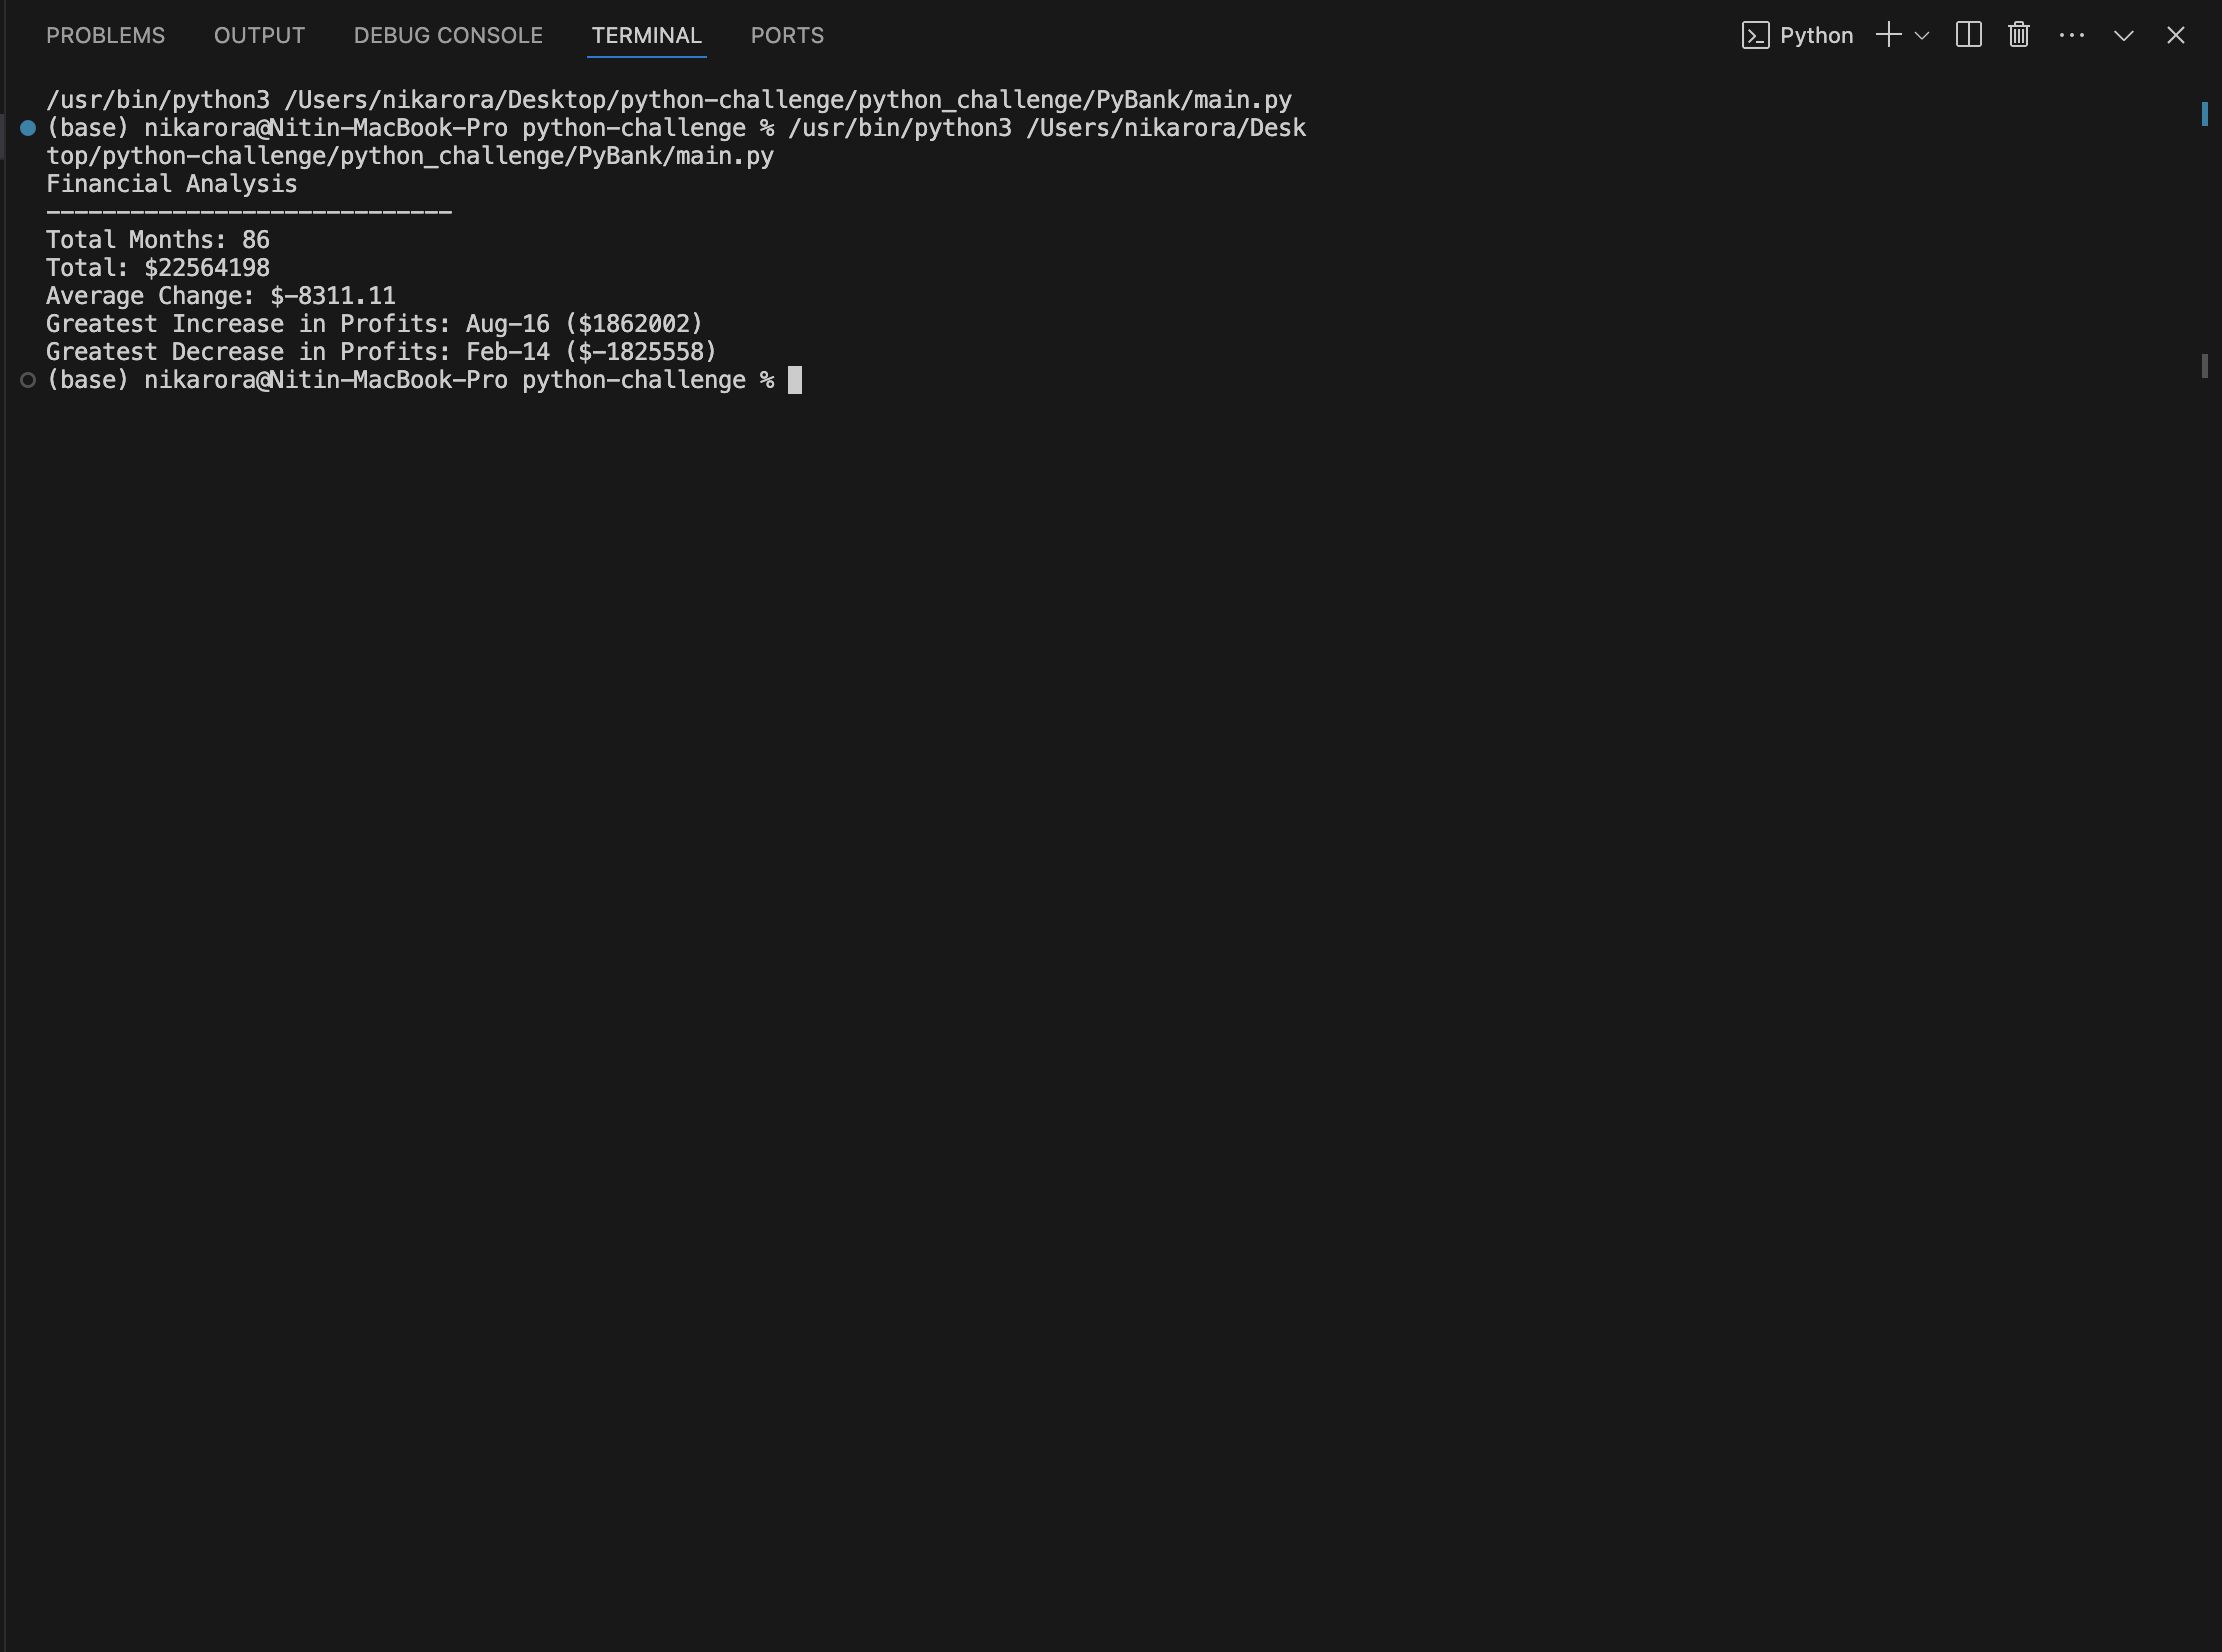 PROBLEMS OUTPUT DEBUG CONSOLE TERMINAL PORTS Python
/usr/bin/python3 /Users/nikarora/Desktop/python-challenge/python_challenge/PyBank/main.py
(base) nikarora@Nitin-MacBook-Pro python-challenge % /usr/bin/python3 /Users/nikarora/Desk
top/python-challenge/python_challenge/PyBank/main.py
Financial Analysis
-----------------------------
Total Months: 86
Total: $22564198
Average Change: $-8311.11
Greatest Increase in Profits: Aug-16 ($1862002)
Greatest Decrease in Profits: Feb-14 ($-1825558)
(base) nikarora@Nitin-MacBook-Pro python-challenge %